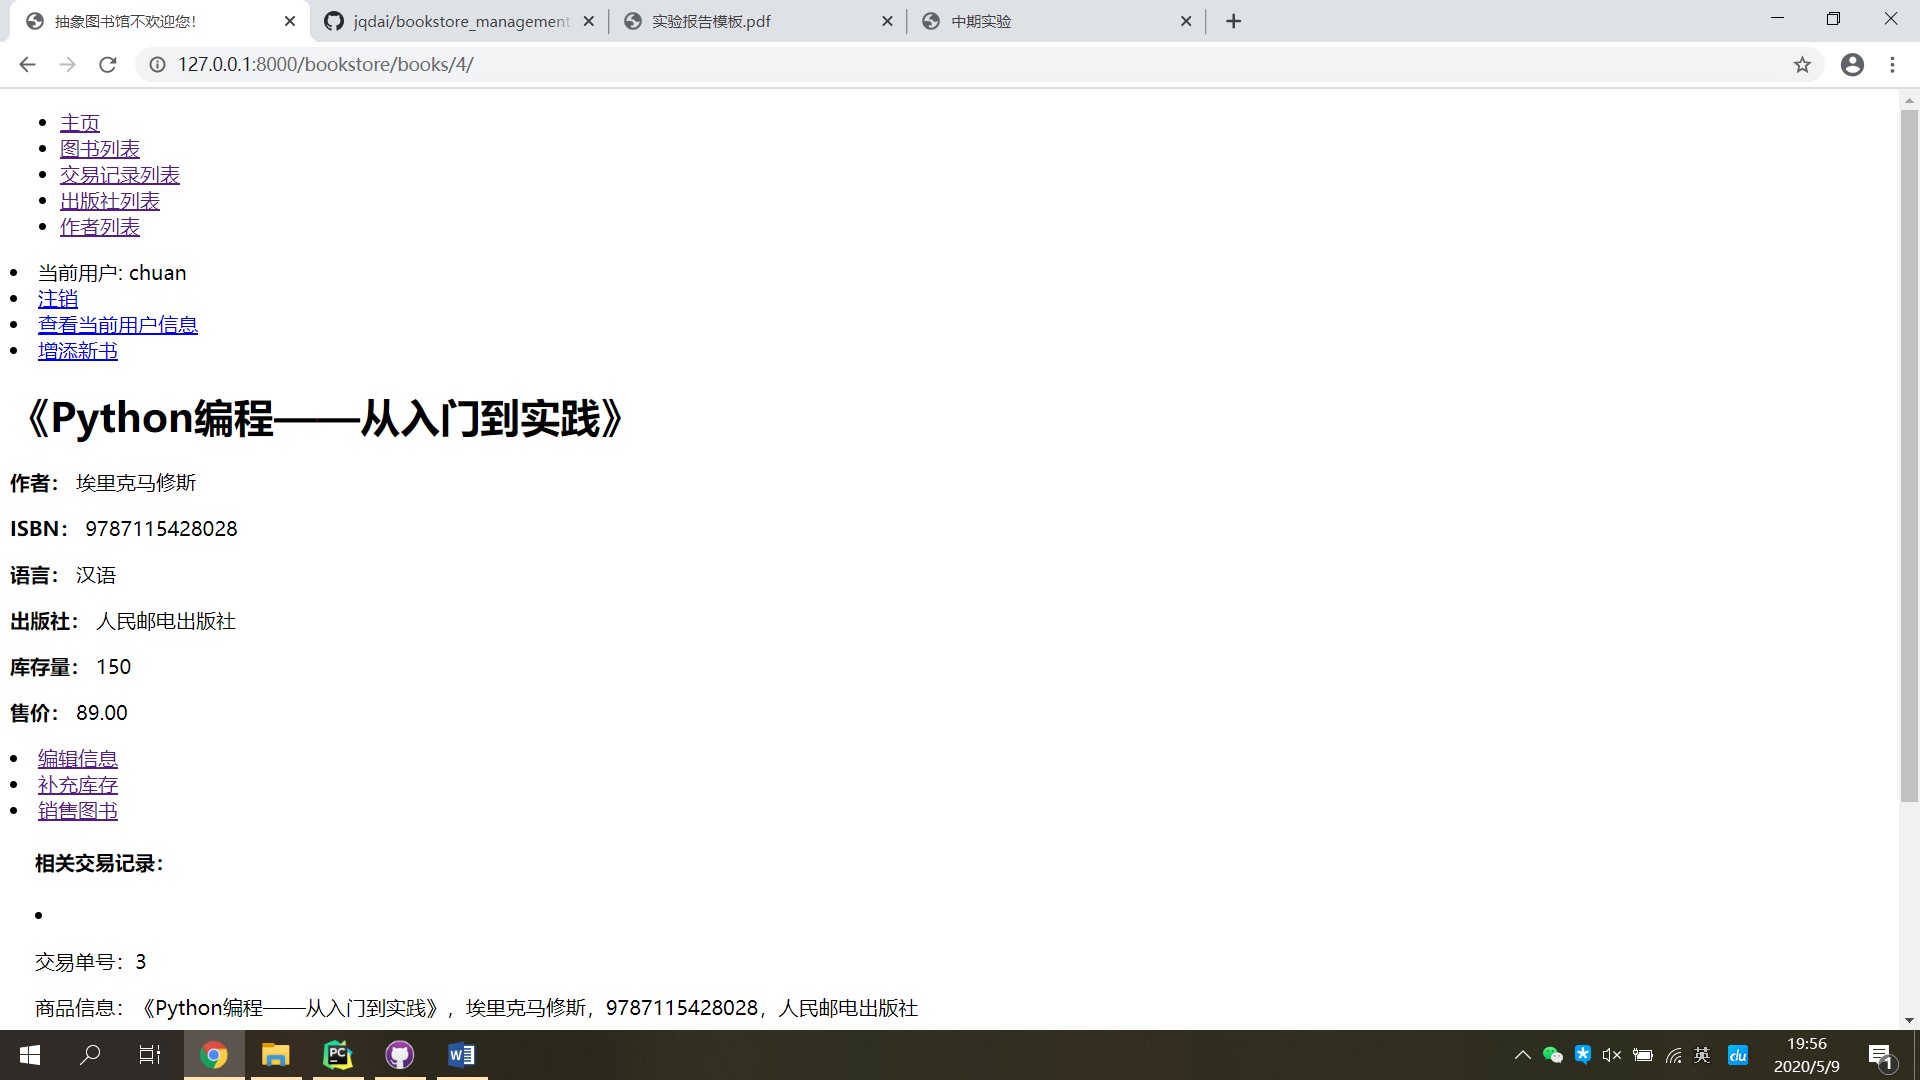 抽象图书馆不欢迎您!
jqdai/bookstore_management
实验报告模板.pdf
中期实验
127.0.0.1:8000/bookstore/books/4/
主页
图书列表
交易记录列表
出版社列表
作者列表
当前用户: chuan
注销
查看当前用户信息
增添新书
《Python编程——从入门到实践》
作者： 埃里克马修斯
ISBN： 9787115428028
语言： 汉语
出版社： 人民邮电出版社
库存量： 150
售价： 89.00
编辑信息
补充库存
销售图书
相关交易记录：
交易单号：3
商品信息：《Python编程——从入门到实践》，埃里克马修斯，9787115428028，人民邮电出版社
PC
W
英
du
19:56
2020/5/9
1